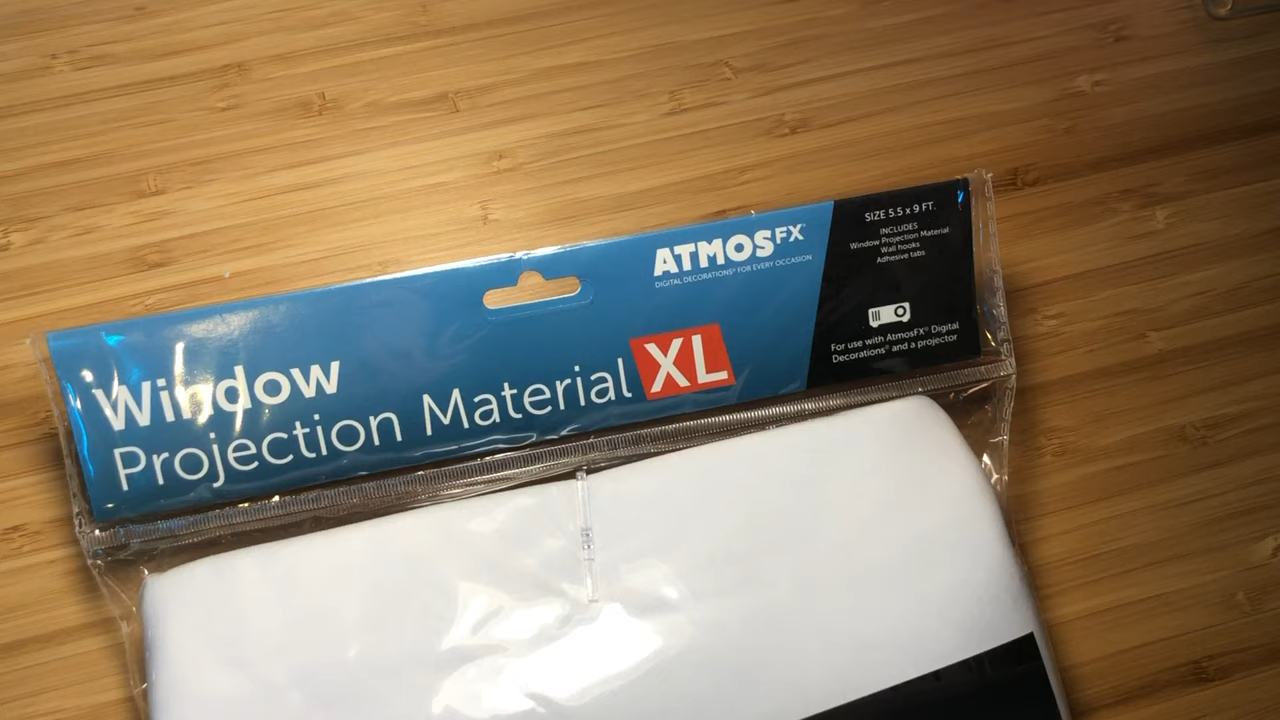 Window
Projection Material XL
ATMOSFX®
DIGITAL DECORATIONS® FOR EVERY OCCASION
SIZE 5.5 x 9 FT.
INCLUDES
Window Projection Material
Wall hooks
Adhesive tabs
For use with AtmosFX® Digital
Decorations® and a projector